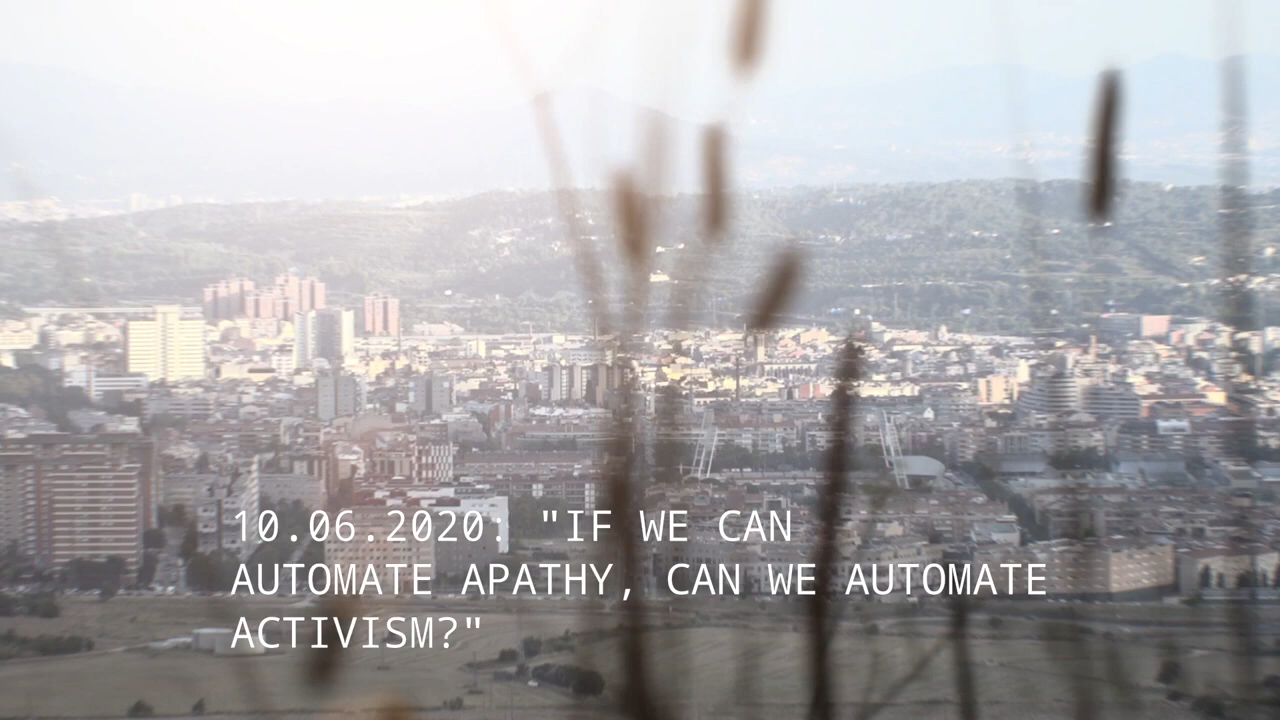 10.06.2020: "IF WE CAN
AUTOMATE APATHY, CAN WE AUTOMATE
ACTIVISM?"